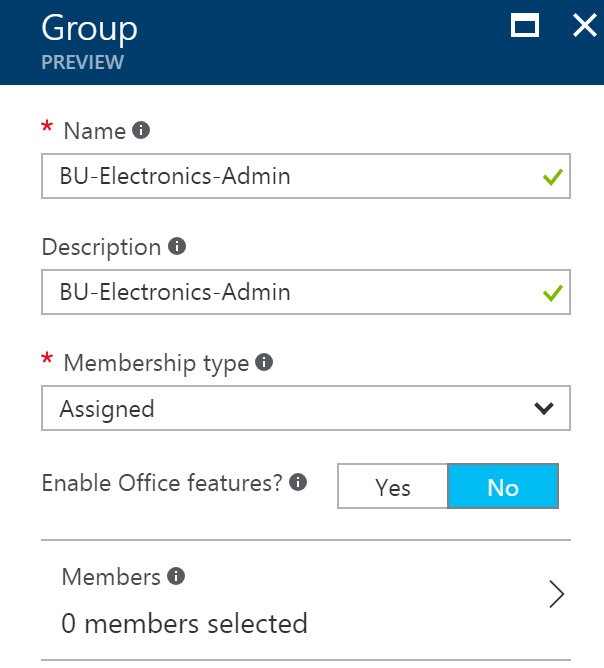 Group
PREVIEW
* Name
BU-Electronics-Admin
Description
BU-Electronics-Admin
* Membership type
Assigned
Enable Office features? Yes No
Members
0 members selected